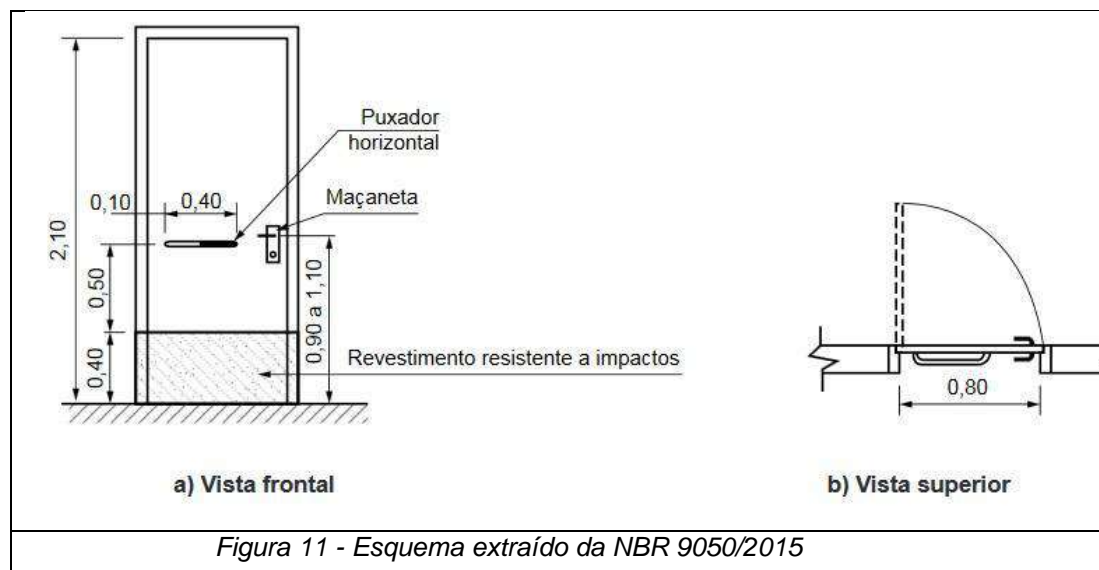 Puxador
horizontal
Maçaneta
0,10
0,40
2,10
0,50
0,40
0,90 a 1,10
Revestimento resistente a impactos
0,80
a) Vista frontal
b) Vista superior
Figura 11 - Esquema extraído da NBR 9050/2015